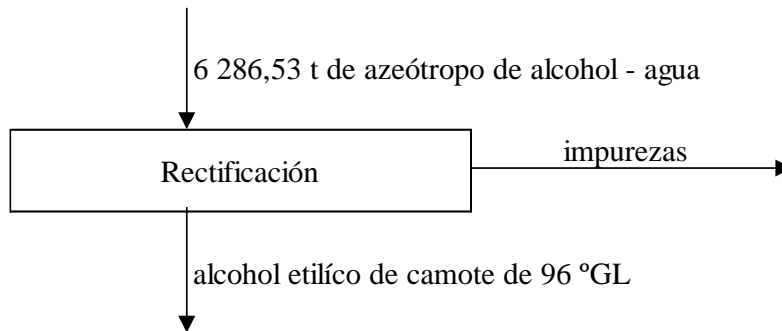 6 286,53 t de azeótropo de alcohol - agua
impurezas
Rectificación
alcohol etilíco de camote de 96 ºGL